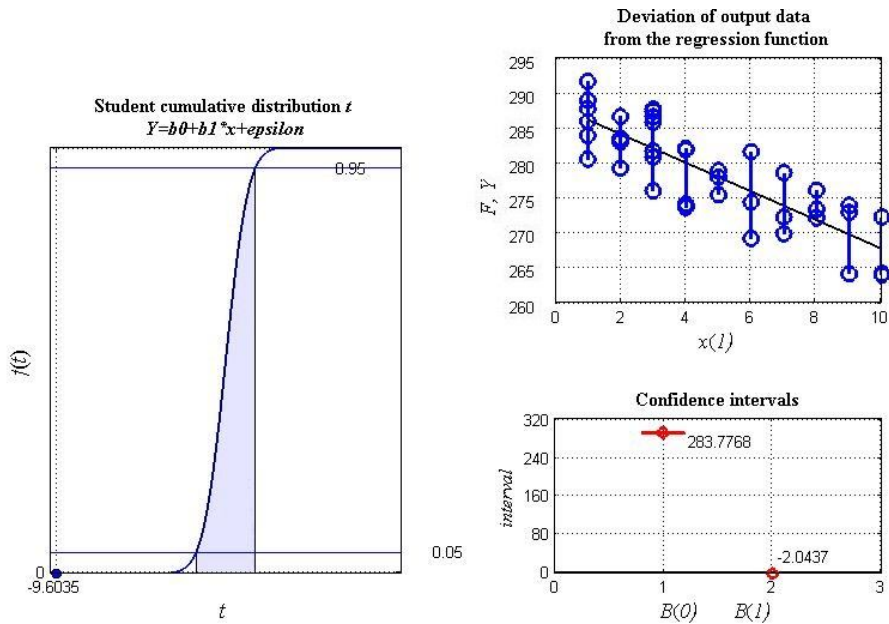 Student cumulative distribution t
Y=b0+b1*x+epsilon
0.95
f(t)
0.05
0
-9.6035
t
Deviation of output data
from the regression function
295
290
285
280
275
270
265
260
F, Y
0 2 4 6 8 10
x(1)
Confidence intervals
320
240
160
80
0
interval
283.7768
-2.0437
0 1 2 3
B(0) B(1)